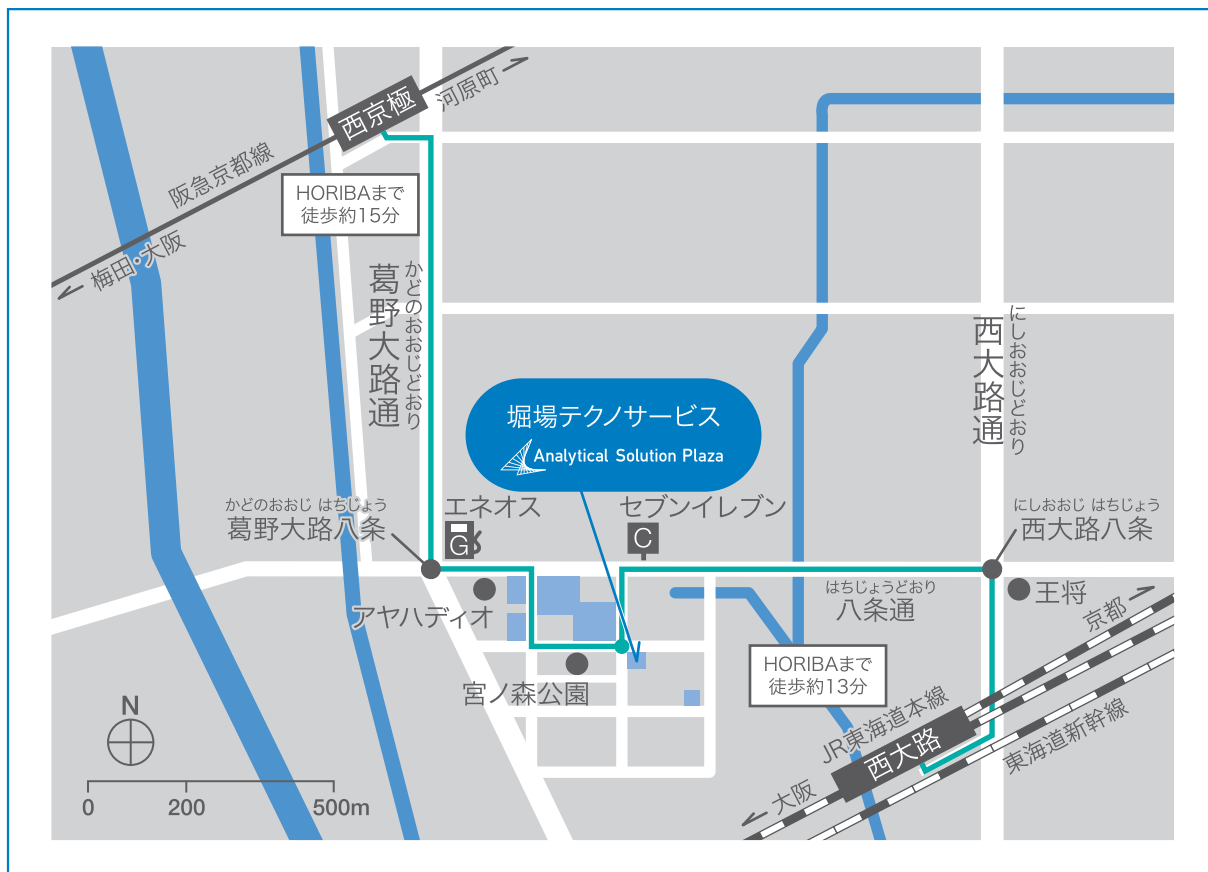 西京極
河原町
阪急京都線
梅田・大阪
HORIBAまで
徒歩約15分
かどのおおじどおり
葛野大路通
にしおおじどおり
西大路通
堀場テクノサービス
Analytical Solution Plaza
かどのおおじ はちじょう
葛野大路八条
エネオス
G
セブンイレブン
C
にしおおじ はちじょう
西大路八条
アヤハディオ
はちじょうどおり
八条通
王将
京都
宮ノ森公園
HORIBAまで
徒歩約13分
JR東海道本線
西大路
東海道新幹線
大阪
N
0 200 500m